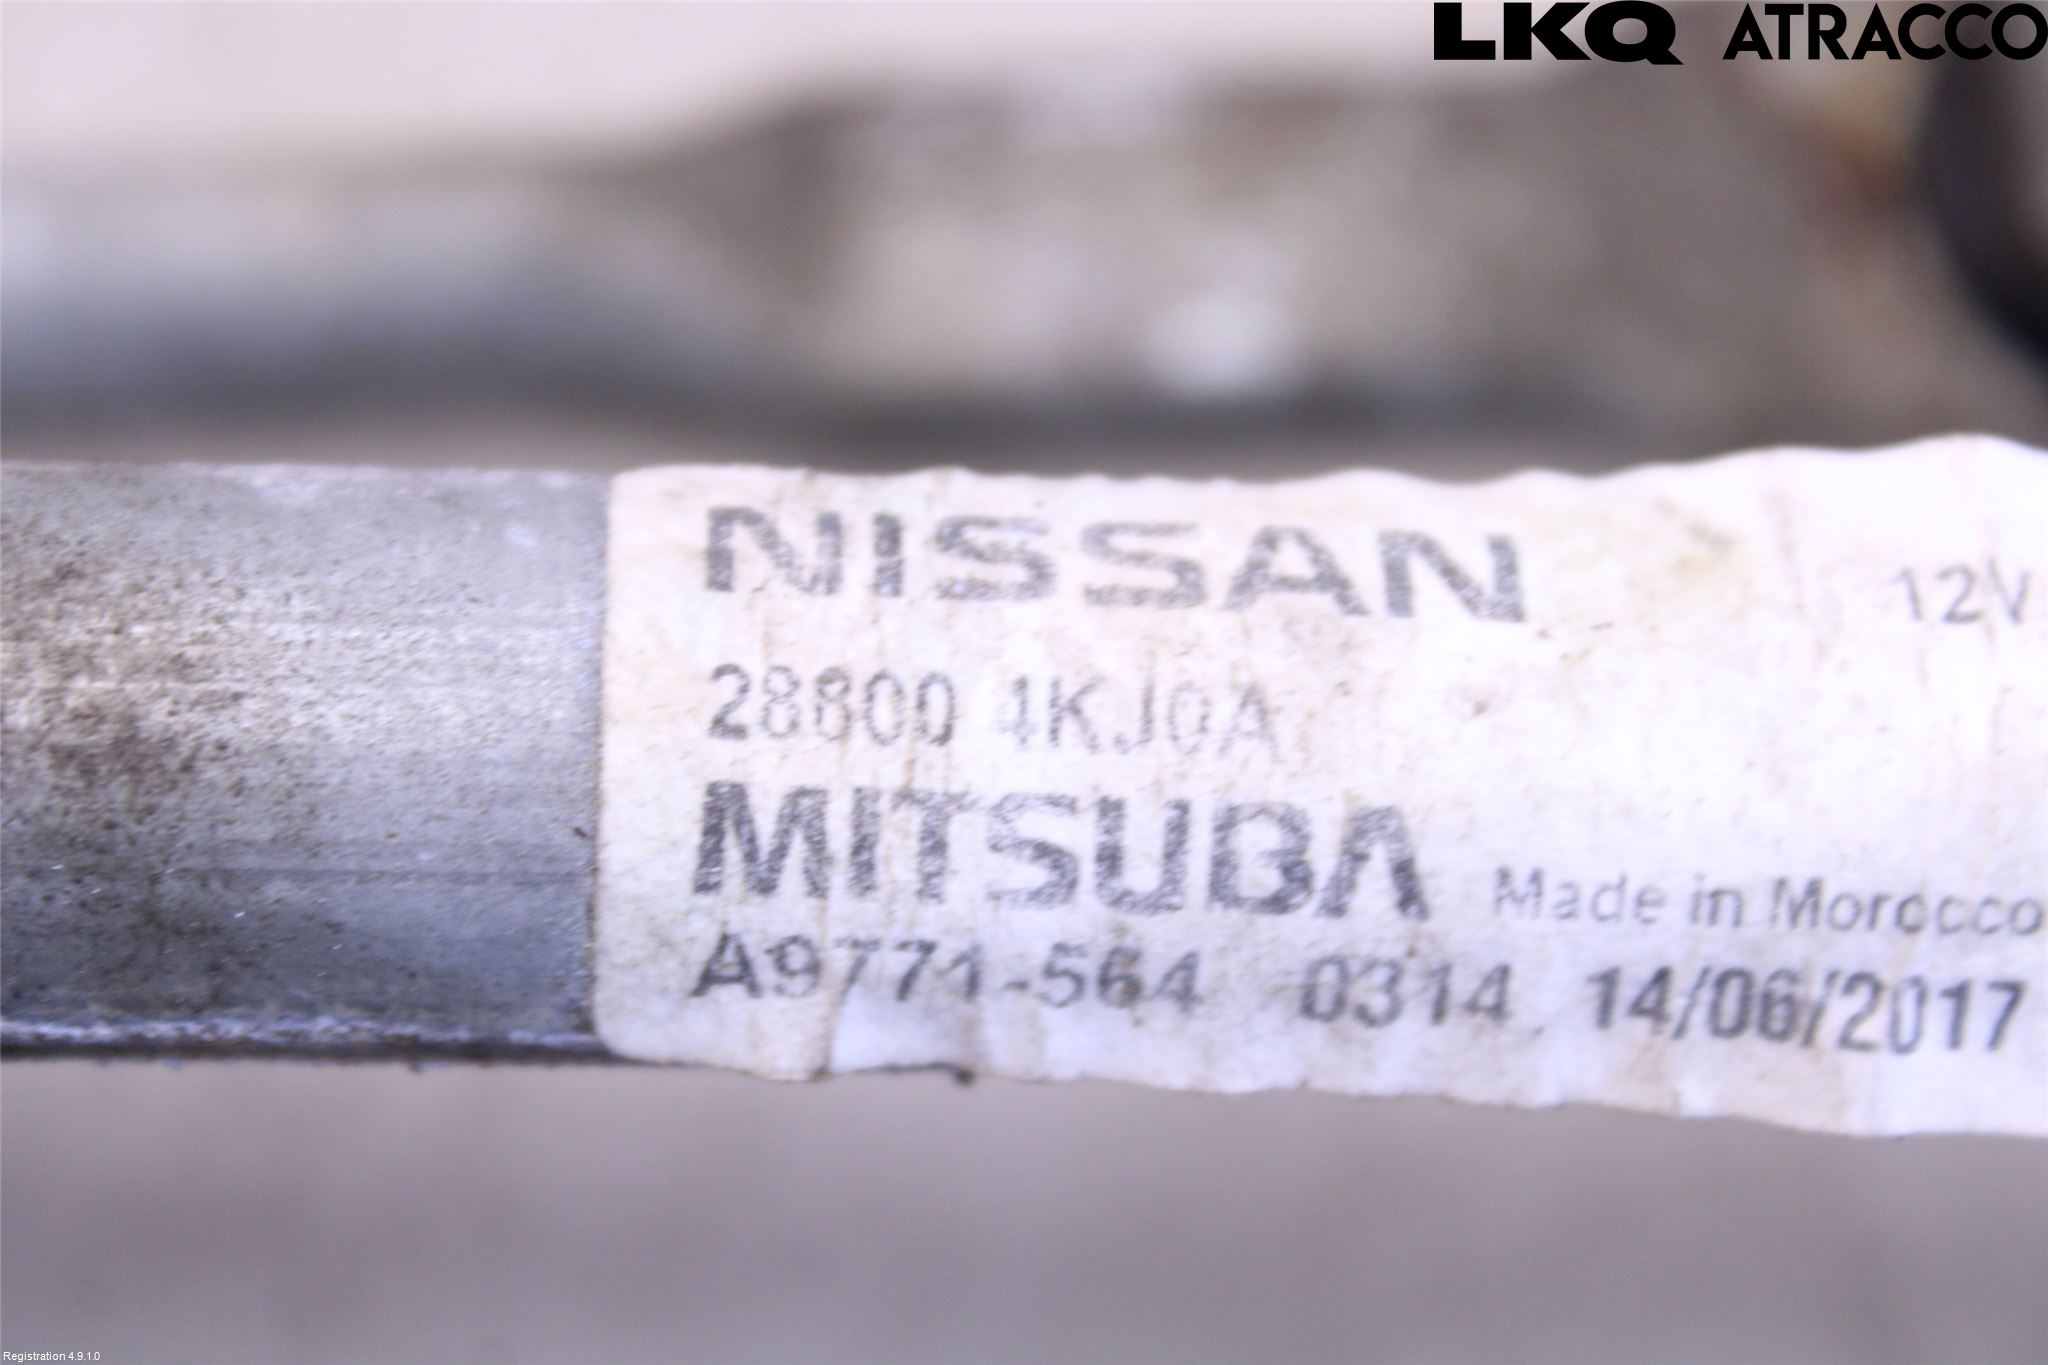 LKQ ATRACCO
NISSAN 12V
28800 4KJ0A
MITSUBA Made in Morocco
A9771-564 0314 14/06/2017
Registration 4.9.1.0